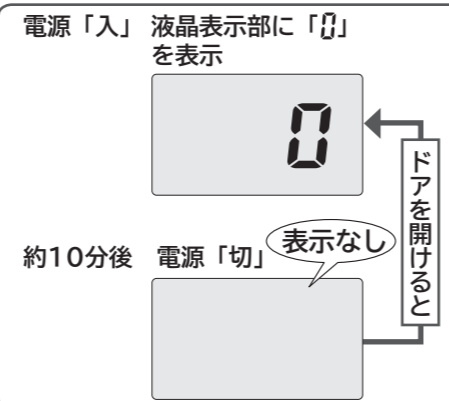 電源「入」 液晶表示部に「0」
を表示
0
ドアを開けると
約10分後 電源「切」
表示なし